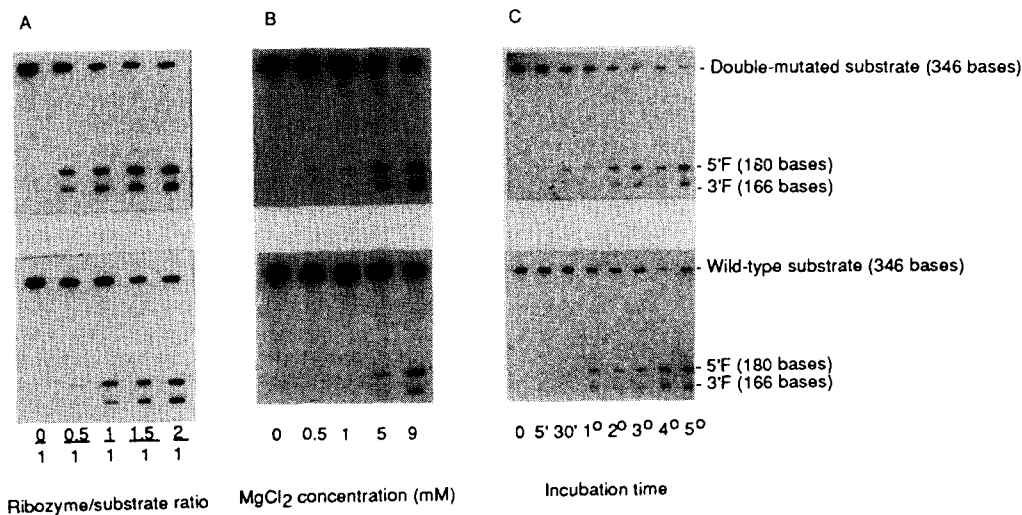 A
B
C
- Double-mutated substrate (346 bases)
- 5'F (180 bases)
- 3'F (166 bases)
- Wild-type substrate (346 bases)
- 5'F (180 bases)
- 3'F (166 bases)
0 0.5 1 1.5 2
1 1 1 1 1
0 0.5 1 5 9
0 5' 30' 1° 2° 3° 4° 5°
Ribozyme/substrate ratio
MgCl2 concentration (mM)
Incubation time